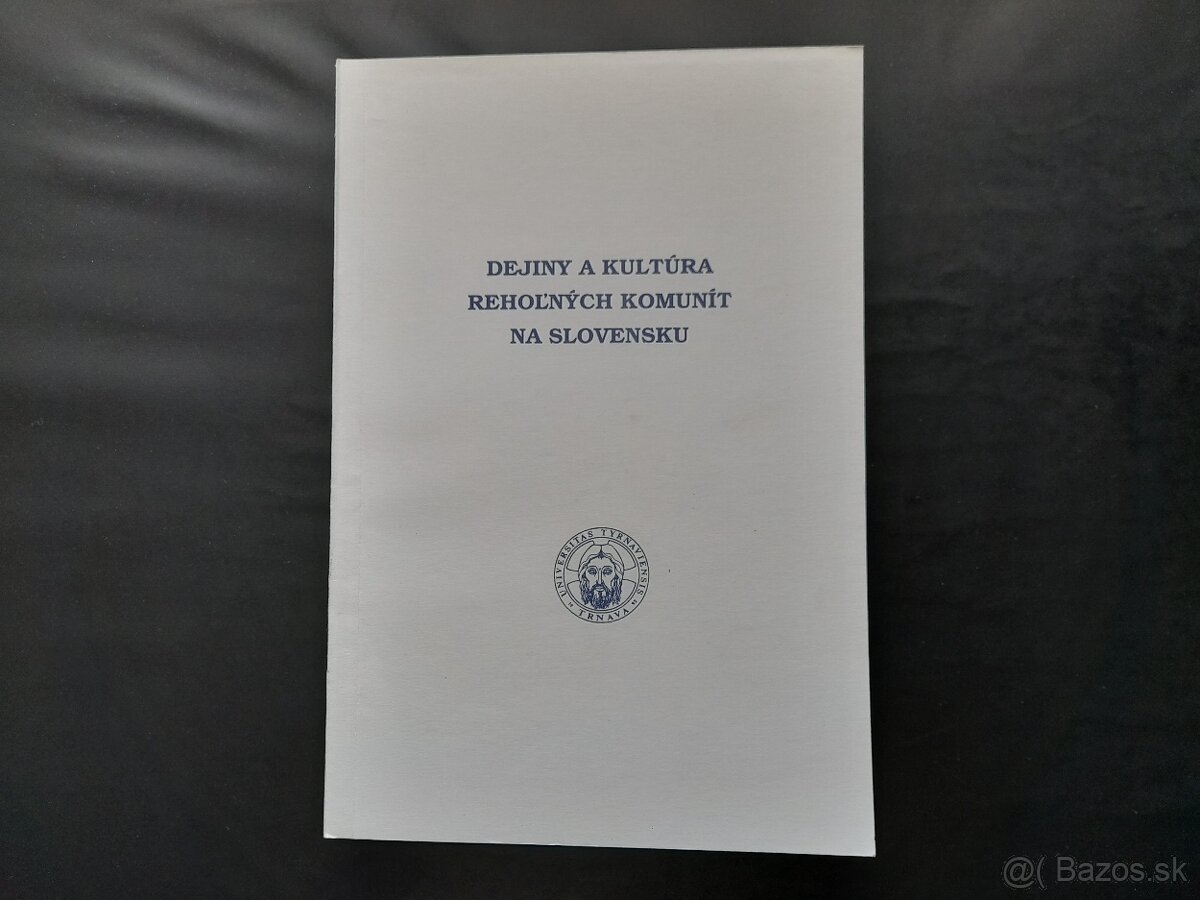 DEJINY A KULTÚRA
REHOĽNÝCH KOMUNÍT
NA SLOVENSKU
UNIVERSITAS TYRNAVIENSIS
" TRNAVA "
@( Bazos.sk